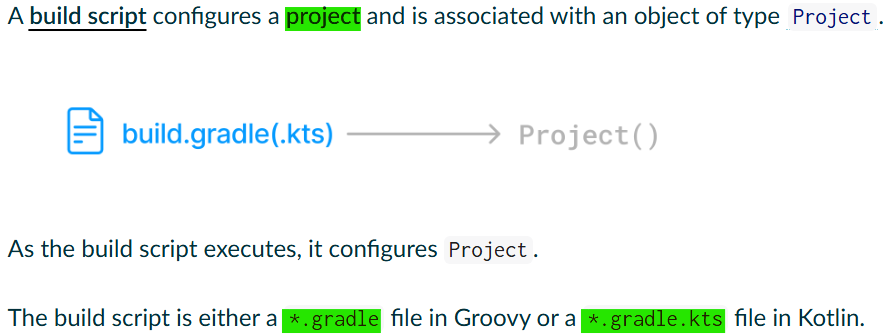 A build script configures a project and is associated with an object of type Project.
build.gradle(.kts) Project()
As the build script executes, it configures Project.
The build script is either a *.gradle file in Groovy or a *.gradle.kts file in Kotlin.